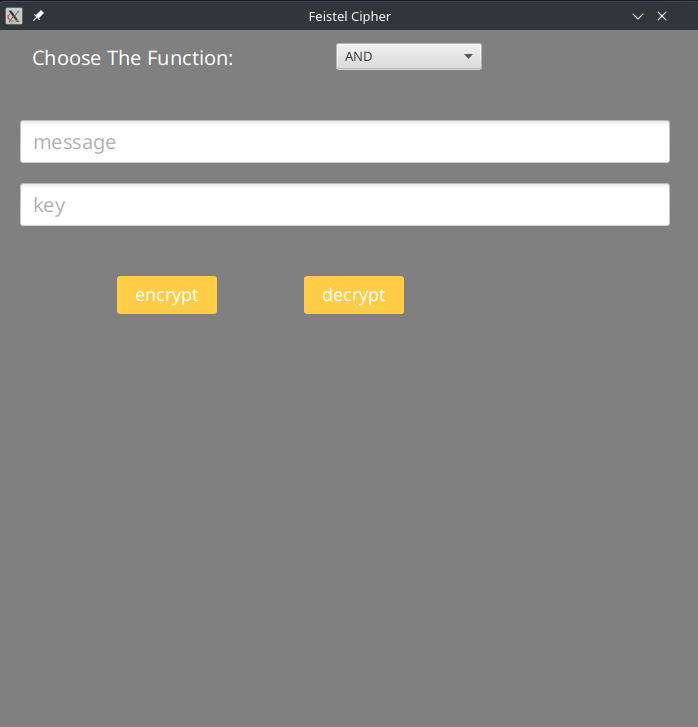 Feistel Cipher
Choose The Function:
AND
message
key
encrypt
decrypt